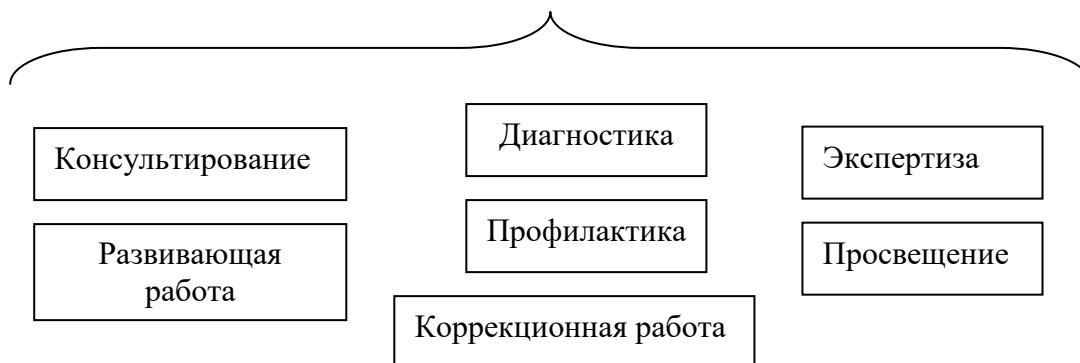 Консультирование
Развивающая
работа
Диагностика
Профилактика
Коррекционная работа
Экспертиза
Просвещение